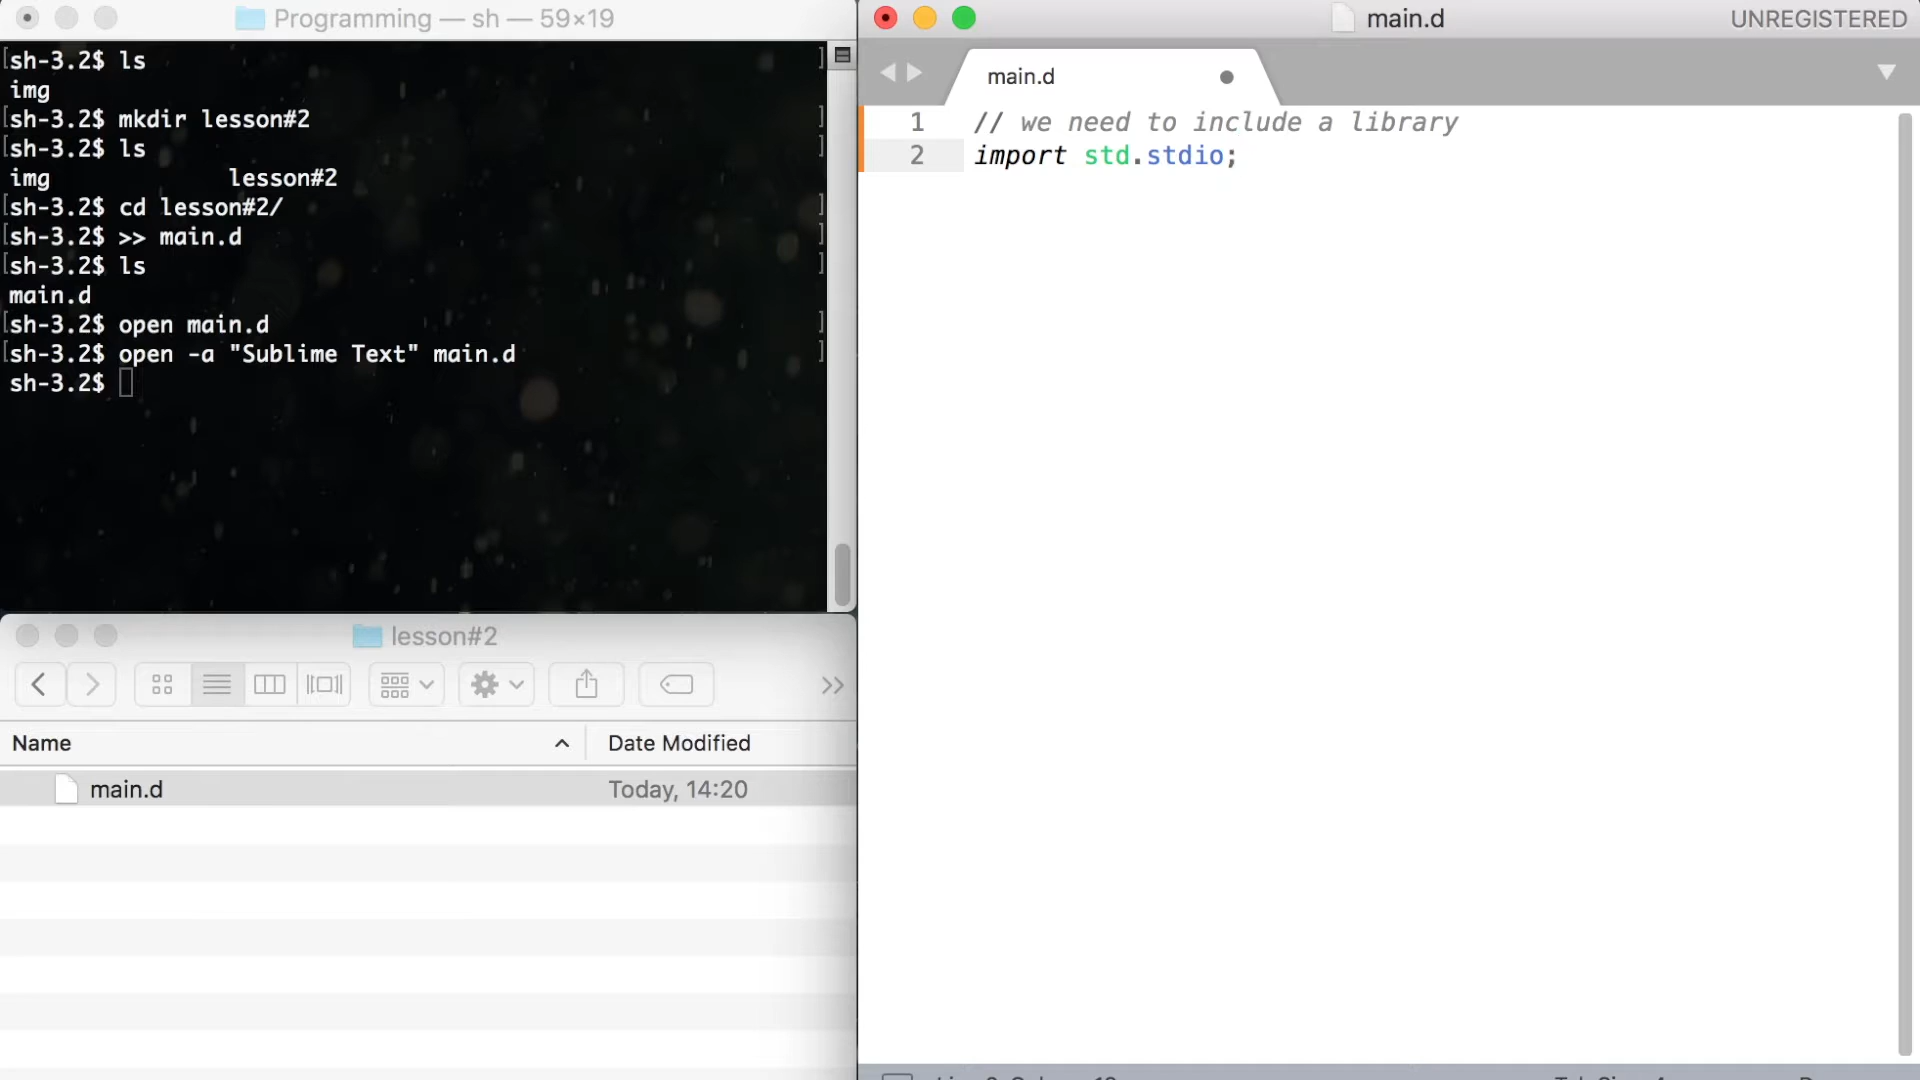 Programming — sh — 59×19
sh-3.2$ ls
img
sh-3.2$ mkdir lesson#2
sh-3.2$ ls
img lesson#2
sh-3.2$ cd lesson#2/
sh-3.2$ >> main.d
sh-3.2$ ls
main.d
sh-3.2$ open main.d
sh-3.2$ open -a "Sublime Text" main.d
sh-3.2$
lesson#2
Name Date Modified
main.d Today, 14:20
main.d UNREGISTERED
main.d
1 // we need to include a library
2 import std.stdio;